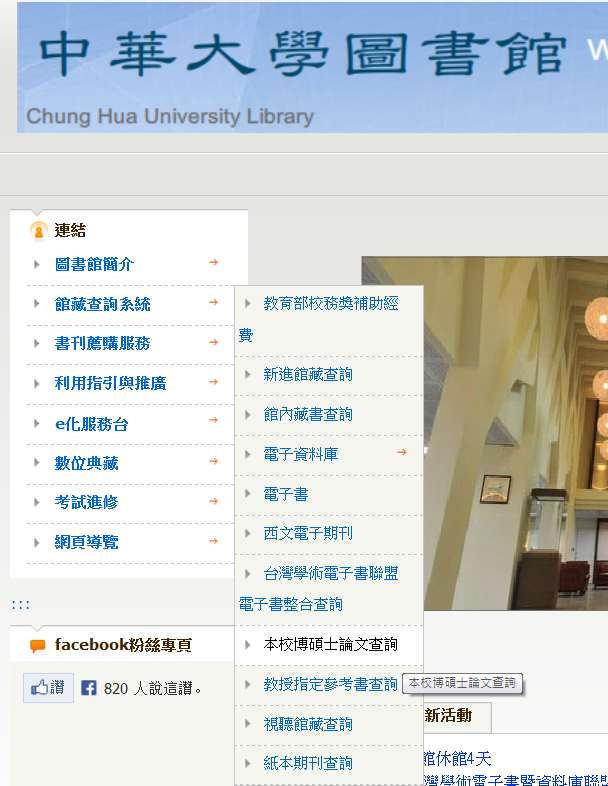 中華大學圖書館
W
Chung Hua University Library
連結
圖書館簡介
館藏查詢系統
書刊薦購服務
利用指引與推廣
e化服務台
數位典藏
考試進修
網頁導覽
教育部校務獎補助經
費
新進館藏查詢
館內藏書查詢
電子資料庫
電子書
西文電子期刊
台灣學術電子書聯盟
電子書整合查詢
本校博碩士論文查詢
教授指定參考書查詢
視聽館藏查詢
紙本期刊查詢
本校博碩士論文查詢
:::
facebook粉絲專頁
讚
820 人說這讚。
新活動
館休館4天
灣學術電子書暨資料庫聯盟